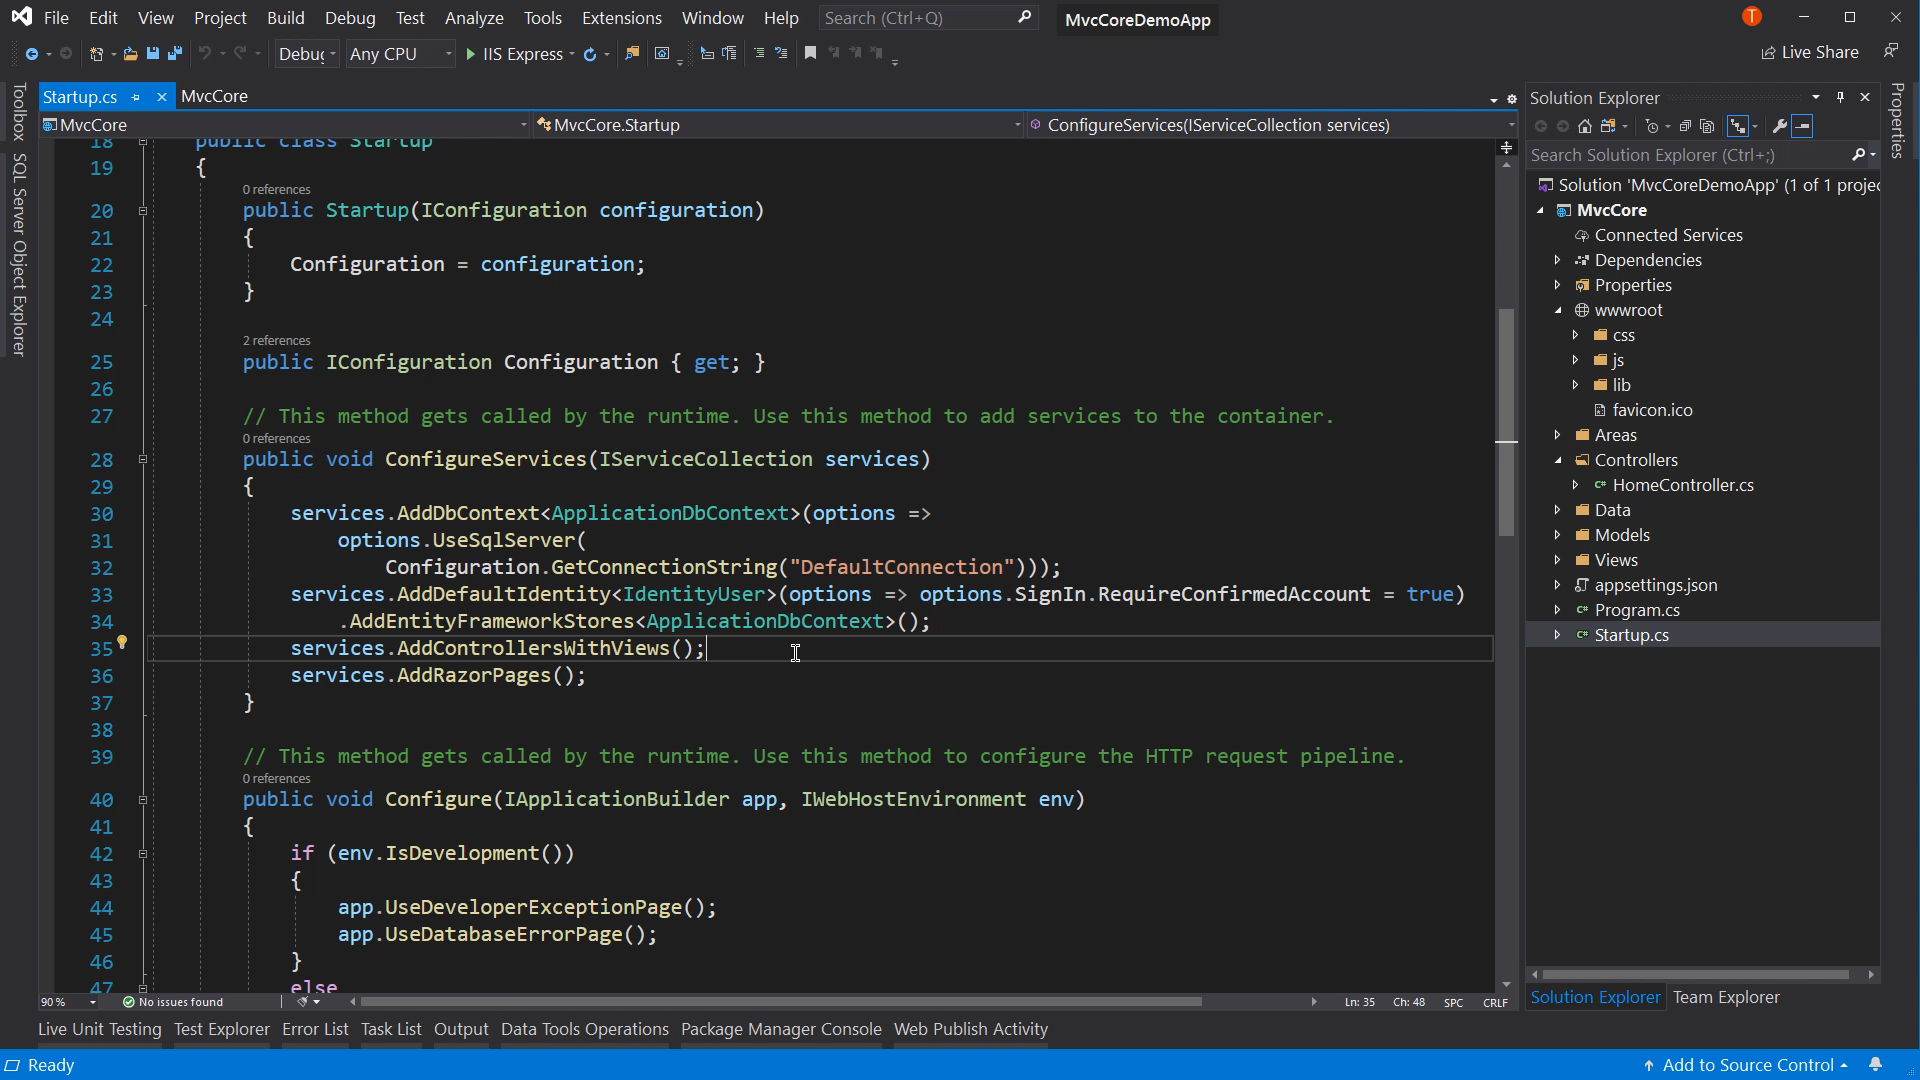 File Edit View Project Build Debug Test Analyze Tools Extensions Window Help Search (Ctrl+Q) MvcCoreDemoApp T
Debug Any CPU IIS Express Live Share
Toolbox
SQL Server Object Explorer
Startup.cs MvcCore
MvcCore MvcCore.Startup ConfigureServices(IServiceCollection services)
18 public class Startup
19 {
0 references
20 public Startup(IConfiguration configuration)
21 {
22 Configuration = configuration;
23 }
24
2 references
25 public IConfiguration Configuration { get; }
26
27 // This method gets called by the runtime. Use this method to add services to the container.
0 references
28 public void ConfigureServices(IServiceCollection services)
29 {
30 services.AddDbContext<ApplicationDbContext>(options =>
31 options.UseSqlServer(
32 Configuration.GetConnectionString("DefaultConnection")));
33 services.AddDefaultIdentity<IdentityUser>(options => options.SignIn.RequireConfirmedAccount = true)
34 .AddEntityFrameworkStores<ApplicationDbContext>();
35 services.AddControllersWithViews();
36 services.AddRazorPages();
37 }
38
39 // This method gets called by the runtime. Use this method to configure the HTTP request pipeline.
0 references
40 public void Configure(IApplicationBuilder app, IWebHostEnvironment env)
41 {
42 if (env.IsDevelopment())
43 {
44 app.UseDeveloperExceptionPage();
45 app.UseDatabaseErrorPage();
46 }
47 else
90 % No issues found Ln: 35 Ch: 48 SPC CRLF
Solution Explorer
Search Solution Explorer (Ctrl+;)
Solution 'MvcCoreDemoApp' (1 of 1 projec
MvcCore
Connected Services
Dependencies
Properties
wwwroot
css
js
lib
favicon.ico
Areas
Controllers
HomeController.cs
Data
Models
Views
appsettings.json
Program.cs
Startup.cs
Solution Explorer Team Explorer
Properties
Live Unit Testing Test Explorer Error List Task List Output Data Tools Operations Package Manager Console Web Publish Activity
Ready Add to Source Control